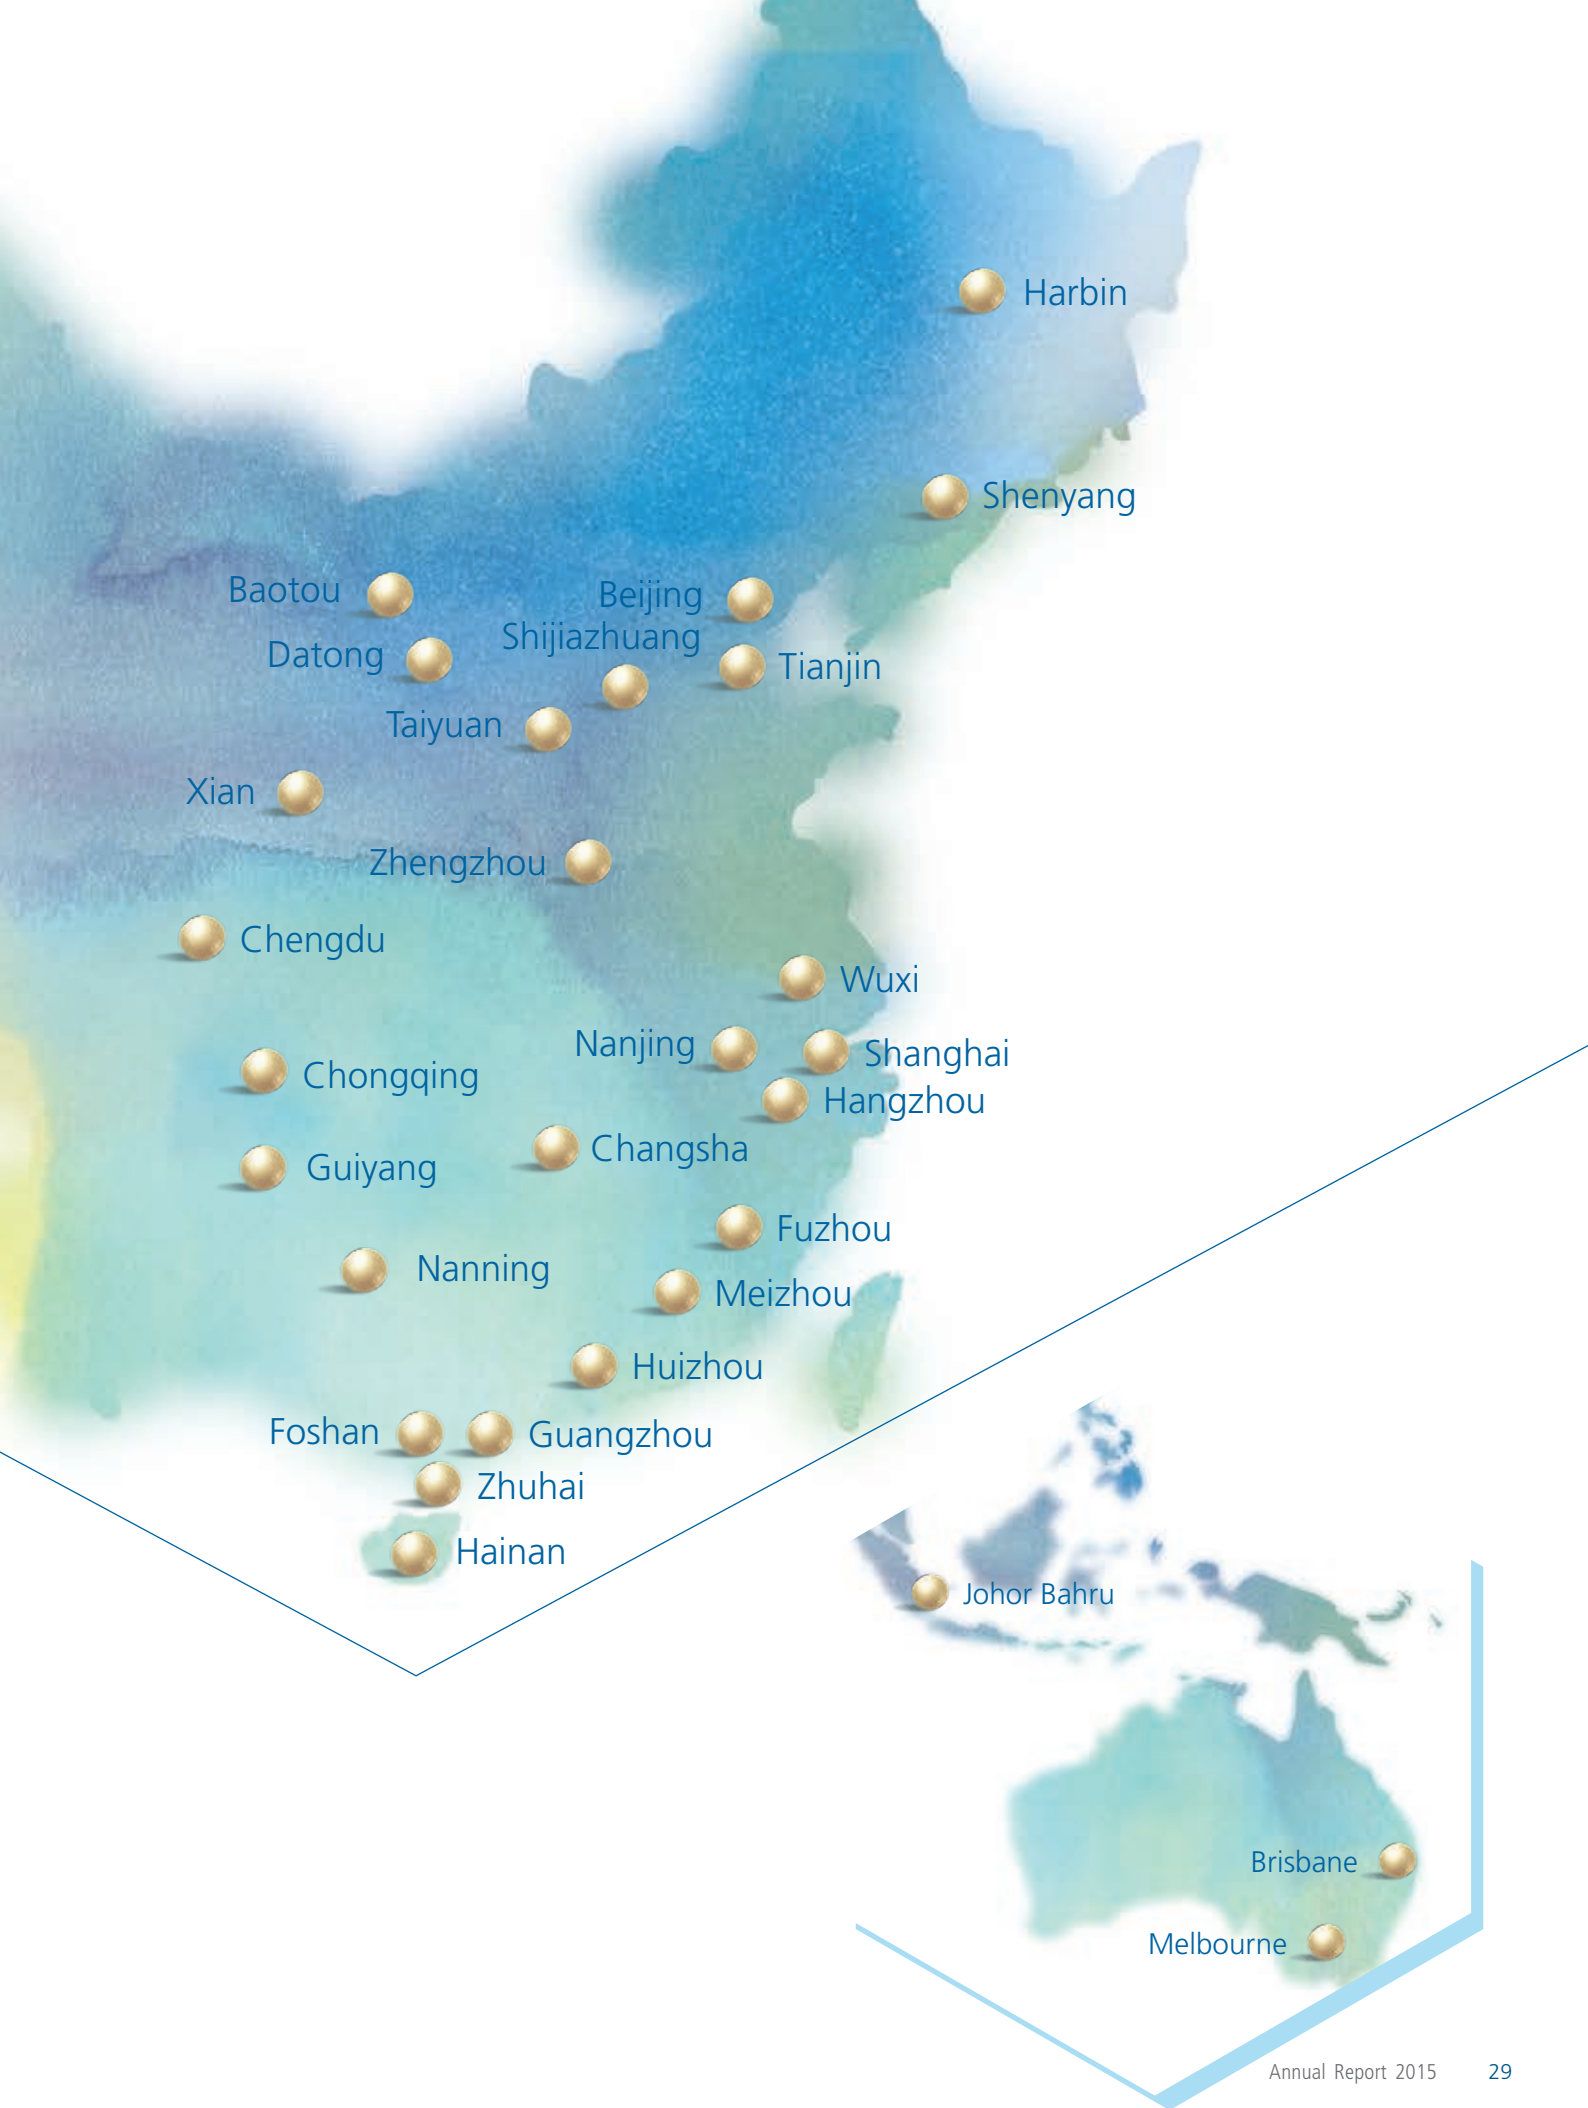 Harbin
Shenyang
Baotou
Beijing
Shijiazhuang
Datong
Tianjin
Taiyuan
Xian
Zhengzhou
Chengdu
Wuxi
Nanjing
Shanghai
Chongqing
Hangzhou
Changsha
Guiyang
Fuzhou
Nanning
Meizhou
Huizhou
Foshan
Guangzhou
Zhuhai
Hainan
Johor Bahru
Brisbane
Melbourne
Annual Report 2015 29